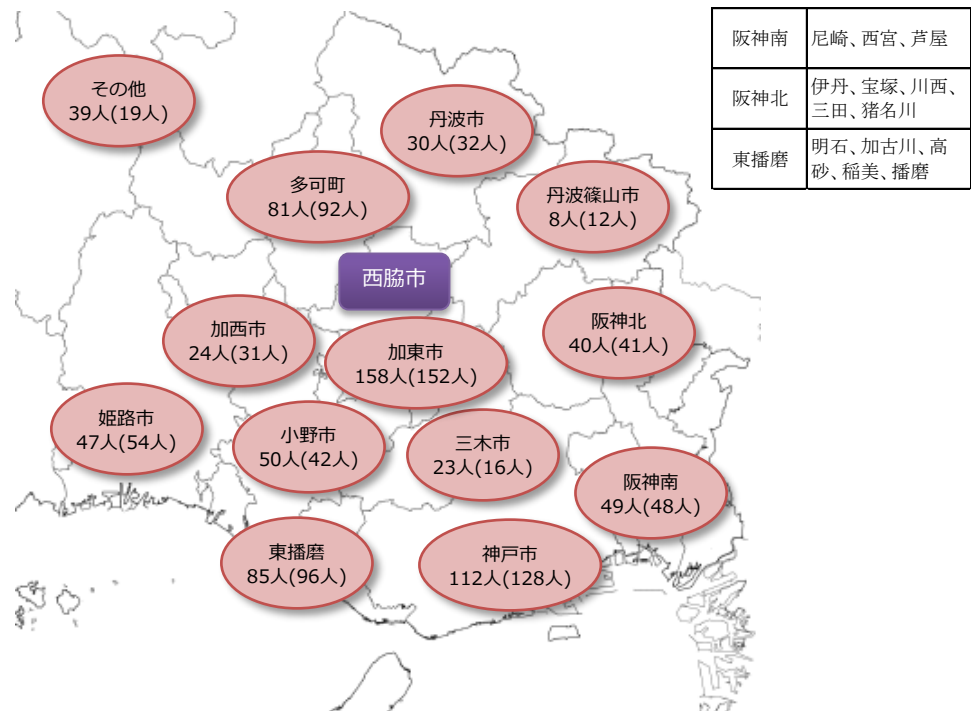 阪神南
尼崎、西宮、芦屋
阪神北
伊丹、宝塚、川西、
三田、猪名川
東播磨
明石、加古川、高
砂、稲美、播磨
その他
39人(19人)
丹波市
30人(32人)
多可町
81人(92人)
丹波篠山市
8人(12人)
西脇市
加西市
24人(31人)
加東市
158人(152人)
阪神北
40人(41人)
姫路市
47人(54人)
小野市
50人(42人)
三木市
23人(16人)
阪神南
49人(48人)
東播磨
85人(96人)
神戸市
112人(128人)